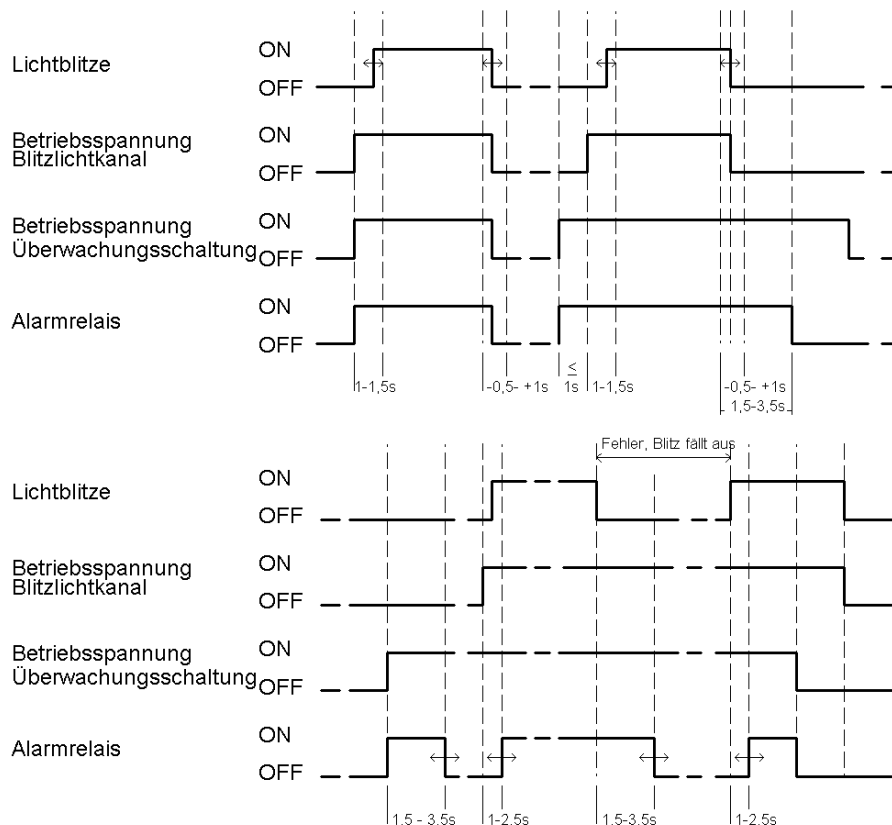 ON
Lichtblitze
OFF
Betriebsspannung ON
Blitzlichtkanal
OFF
Betriebsspannung ON
Überwachungsschaltung
OFF
ON
Alarmrelais
OFF
1-1,5s -0,5- +1s ≤ 1s 1-1,5s -0,5- +1s
1,5-3,5s
Fehler, Blitz fällt aus
ON
Lichtblitze
OFF
Betriebsspannung ON
Blitzlichtkanal
OFF
Betriebsspannung ON
Überwachungsschaltung
OFF
ON
Alarmrelais
OFF
1.5 - 3.5s 1-2.5s 1.5-3.5s 1-2.5s